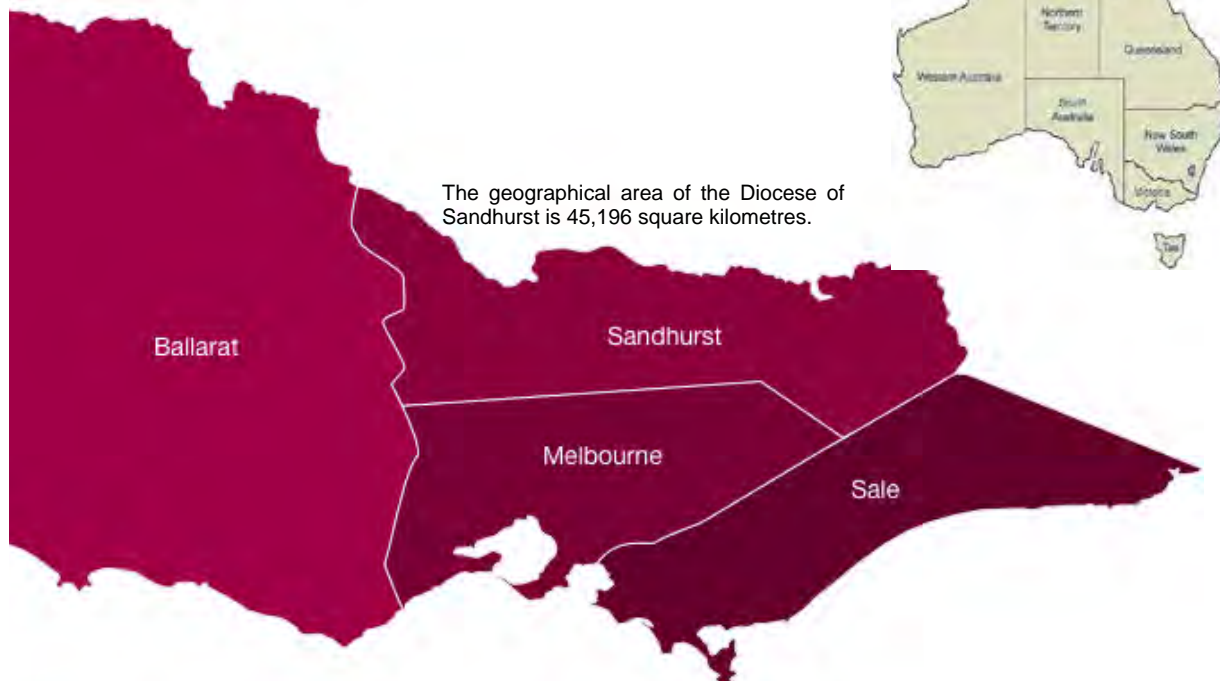 Northern
Territory
Queensland
Western Australia
South
Australia
New South
Wales
Victoria
Tas
The geographical area of the Diocese of
Sandhurst is 45,196 square kilometres.
Ballarat
Sandhurst
Melbourne
Sale